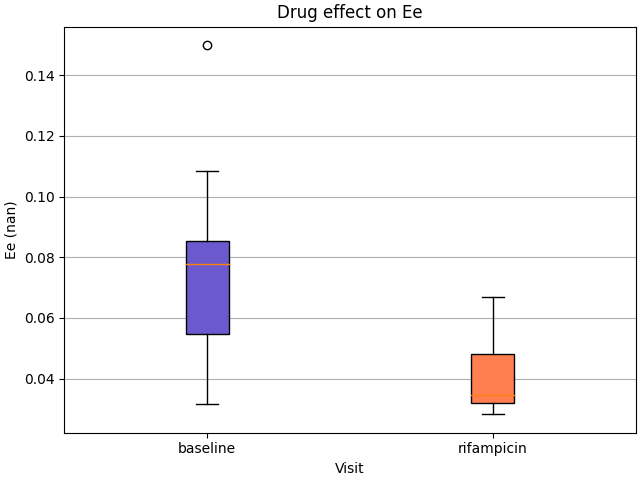 Drug effect on Ee
Ee (nan)
0.14
0.12
0.10
0.08
0.06
0.04
baseline
rifampicin
Visit